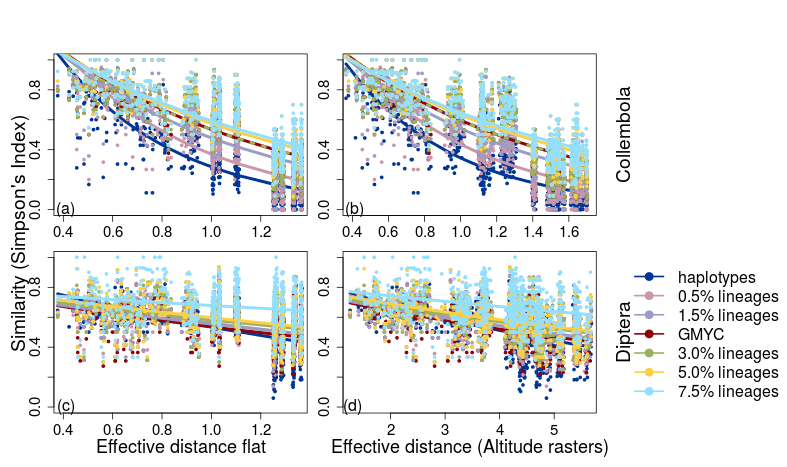 Similarity (Simpson's Index)
0.0 0.4 0.8
(a)
0.4 0.6 0.8 1.0 1.2
(b)
0.0 0.4 0.8
0.4 0.6 0.8 1.0 1.2 1.4 1.6
Collembola
0.0 0.4 0.8
(c)
0.4 0.6 0.8 1.0 1.2
Effective distance flat
(d)
0.0 0.4 0.8
2 3 4 5
Effective distance (Altitude rasters)
Diptera
haplotypes
0.5% lineages
1.5% lineages
GMYC
3.0% lineages
5.0% lineages
7.5% lineages